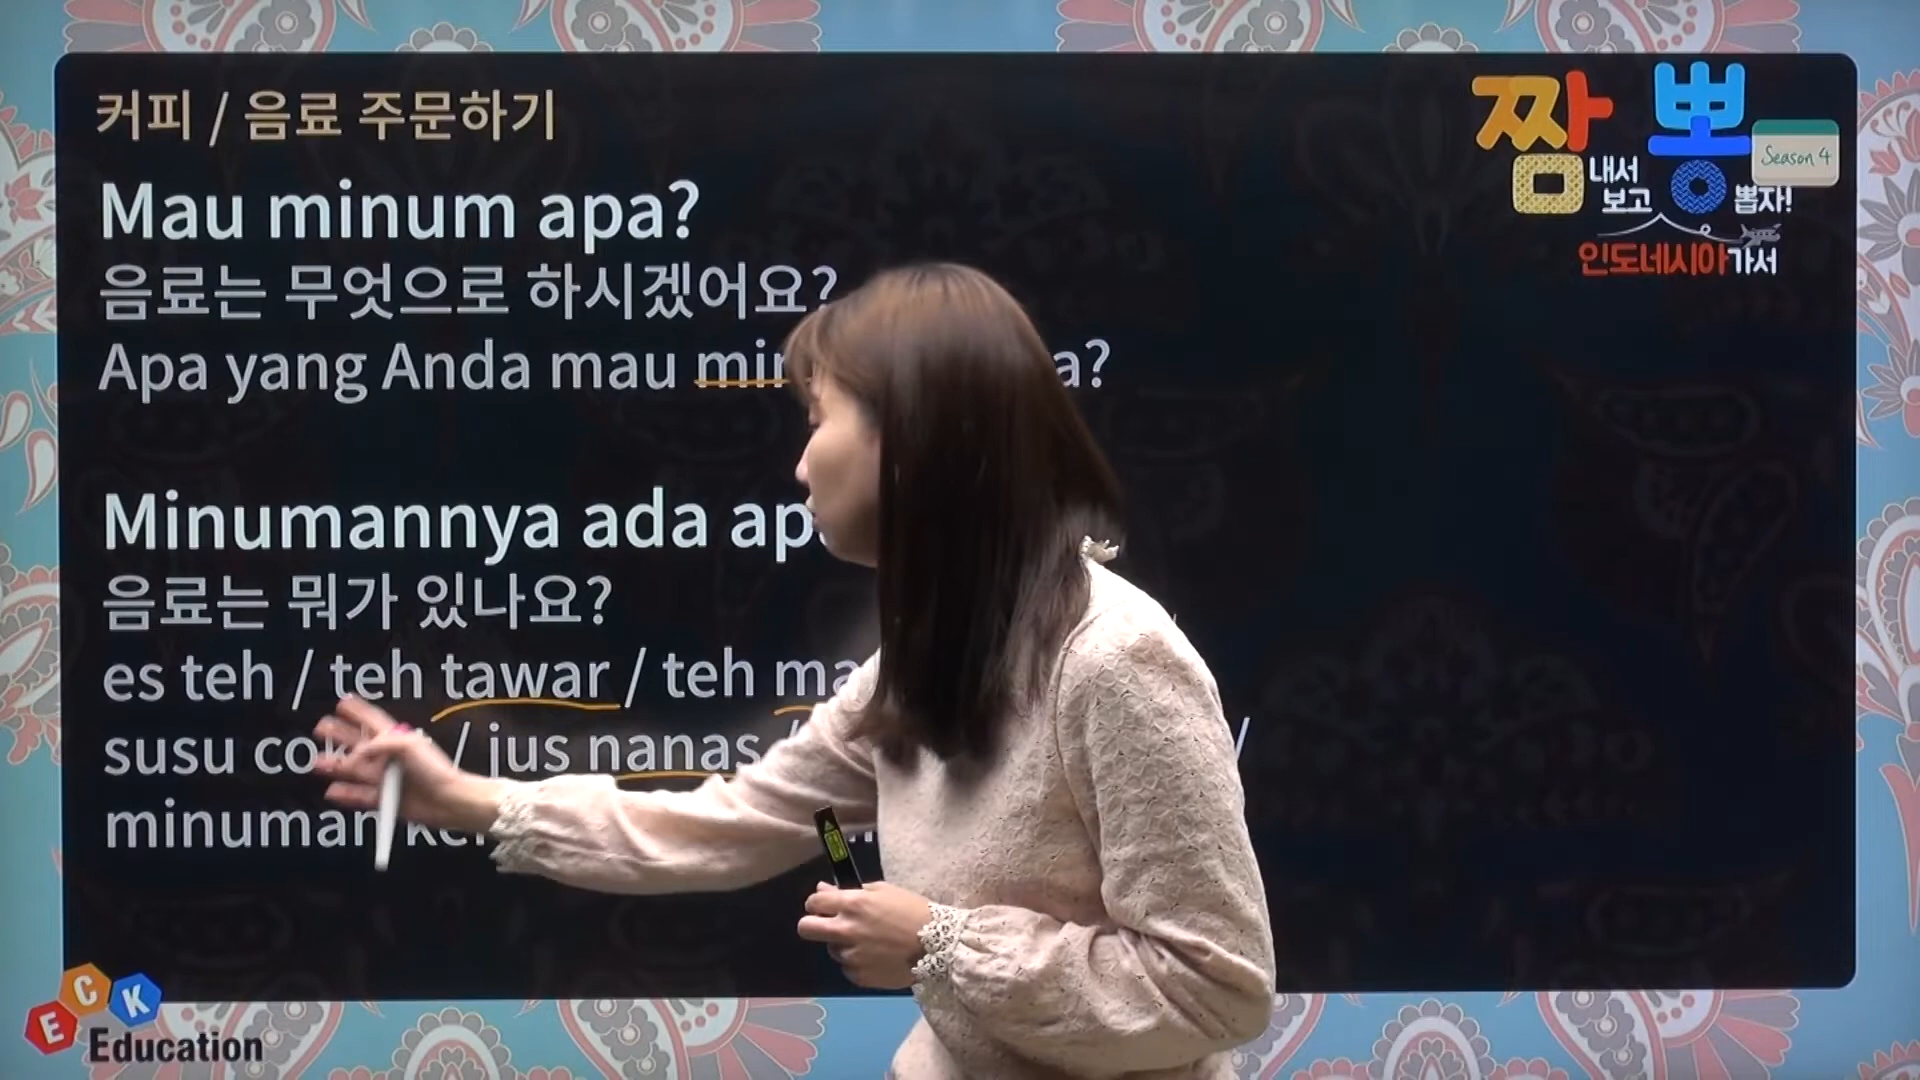 커피 / 음료 주문하기
Mau minum apa?
음료는 무엇으로 하시겠어요?
Apa yang Anda mau
Minumannya ada
음료는 뭐가 있나요?
es teh / teh tawar / teh
susu / jus nanas /
minuman
짬 뽕
내서 보고 뽑자!
Season 4
인도네시아가서
ECK
Education